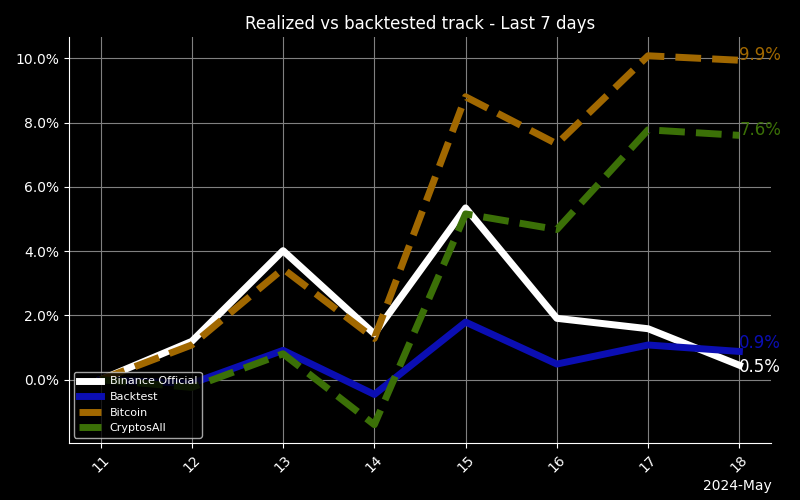 Realized vs backtested track - Last 7 days
10.0%
9.9%
8.0%
7.6%
6.0%
4.0%
2.0%
0.9%
0.5%
0.0%
Binance Official
Backtest
Bitcoin
CryptosAll
11 12 13 14 15 16 17 18
2024-May